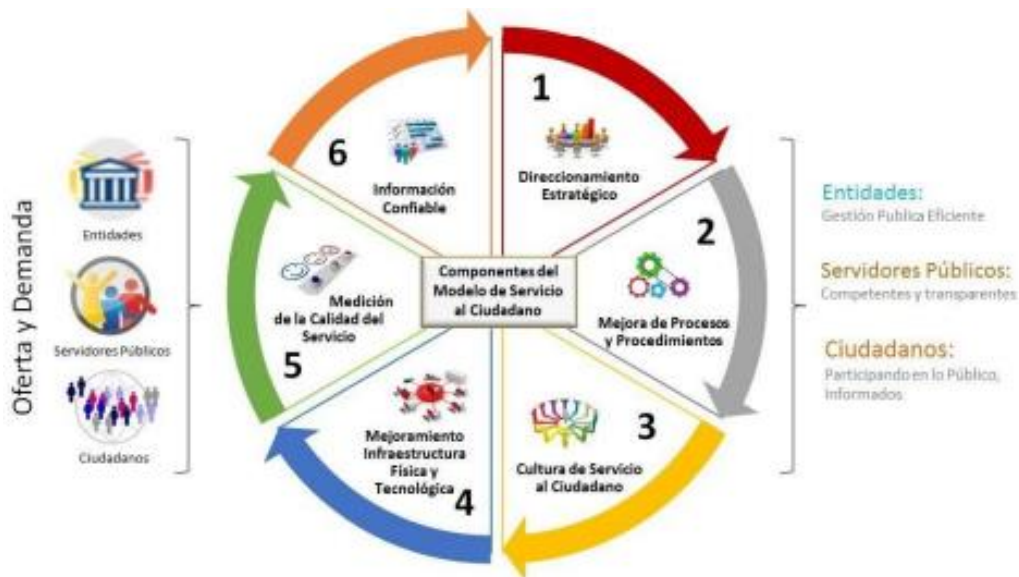 Oferta y Demanda
Entidades
Servidores Públicos
Ciudadanos
Componentes del
Modelo de Servicio
al Ciudadano
1
Direccionamiento
Estratégico
2
Mejora de Procesos
y Procedimientos
3
Cultura de Servicio
al Ciudadano
Mejoramiento
Infraestructura
Física y
Tecnológica
4
Medición
de la Calidad del
Servicio
5
6
Información
Confiable
Entidades:
Gestión Publica Eficiente
Servidores Públicos:
Competentes y transparentes
Ciudadanos:
Participando en lo Público,
Informados